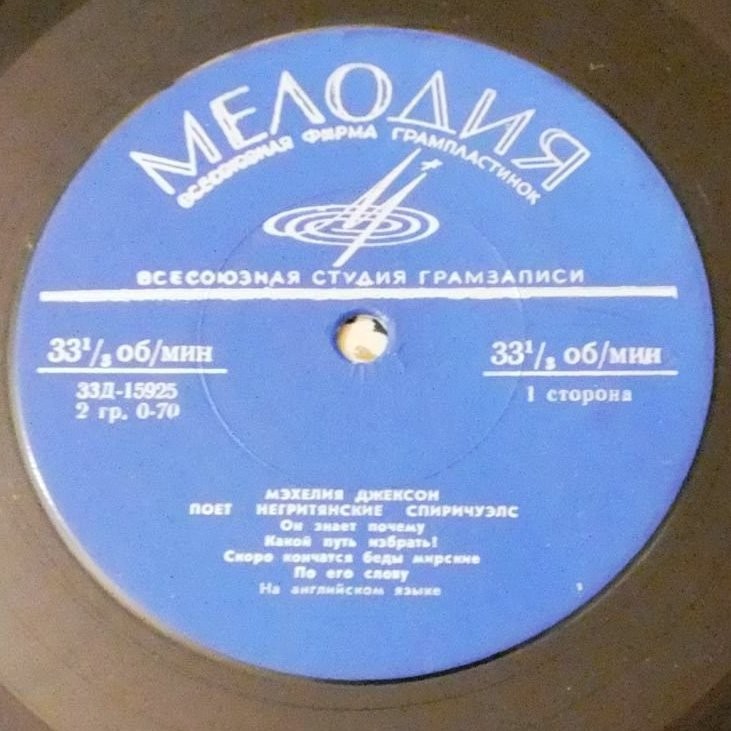 МЕЛОДИЯ
ВСЕСОЮЗНАЯ ФИРМА ГРАМПЛАСТИНОК
ВСЕСОЮЗНАЯ СТУДИЯ ГРАМЗАПИСИ
33¹/₃ об/мин
33¹/₃ об/мин
33Д-15925
1 сторона
2 гр. 0-70
МЭХЕЛИЯ ДЖЕКСОН
ПОЕТ НЕГРИТЯНСКИЕ СПИРИЧУЭЛС
Он знает почему
Какой путь избрать!
Скоро кончатся беды мирские
По его слову
На английском языке